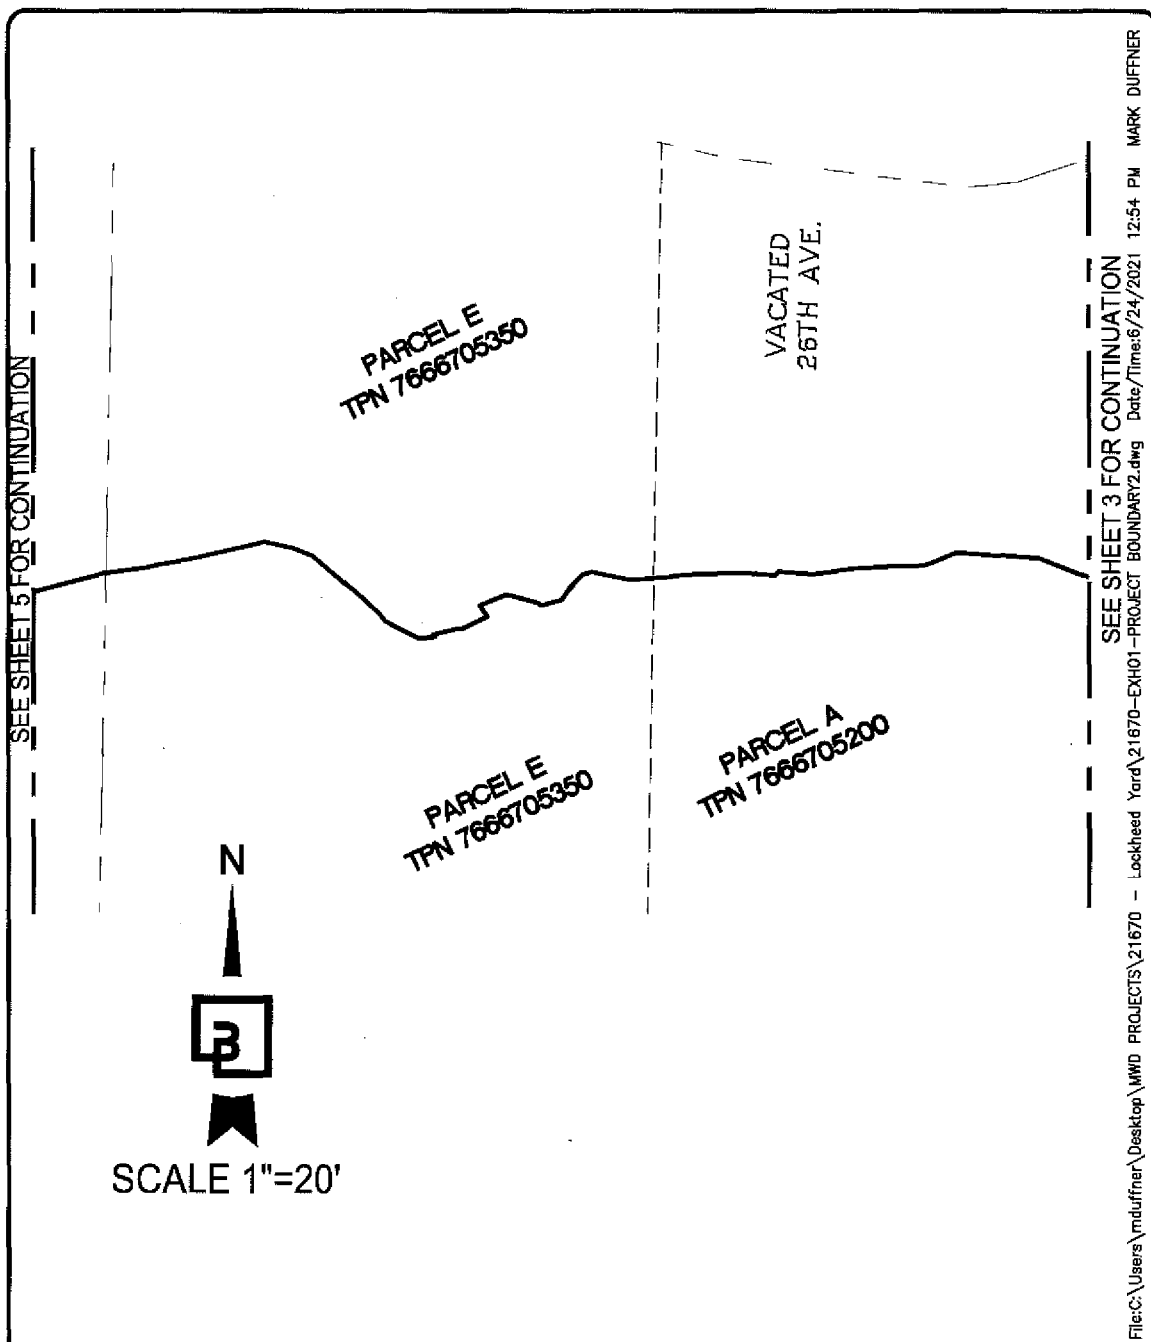 SEE SHEET 5 FOR CONTINUATION
PARCEL E
TPN 7666705350
VACATED
26TH AVE.
PARCEL E
TPN 7666705350
PARCEL A
TPN 7666705200
SEE SHEET 3 FOR CONTINUATION
N
B
SCALE 1"=20'
File:C:\Users\mduffner\Desktop\MWD PROJECTS\21670 - Lockheed Yard\21670-EXH01-PROJECT BOUNDARY2.dwg Date/Time:6/24/2021 12:54 PM MARK DUFFNER